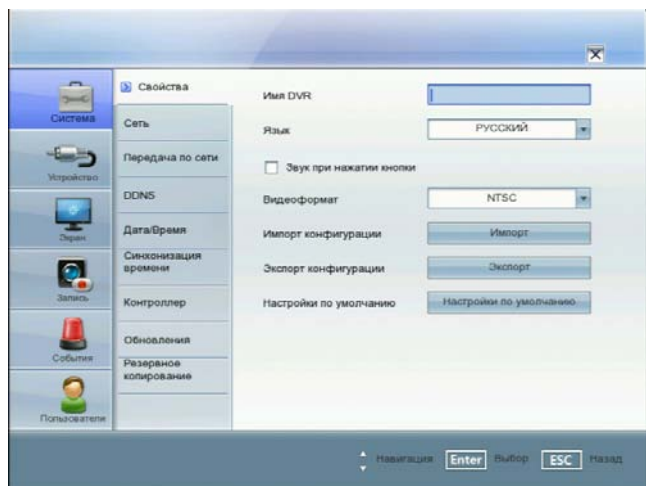 Система
Устройство
Экран
Запись
События
Пользователи
Свойства
Сеть
Передача по сети
DDNS
Дата/Время
Синхонизация
времени
Контроллер
Обновления
Резервное
копирование
Имя DVR
Язык
РУССКИЙ
Звук при нажатии кнопки
Видеоформат
NTSC
Импорт конфигурации
Импорт
Экспорт конфигурации
Экспорт
Настройки по умолчанию
Настройки по умолчанию
Навигация Enter Выбор ESC Назад